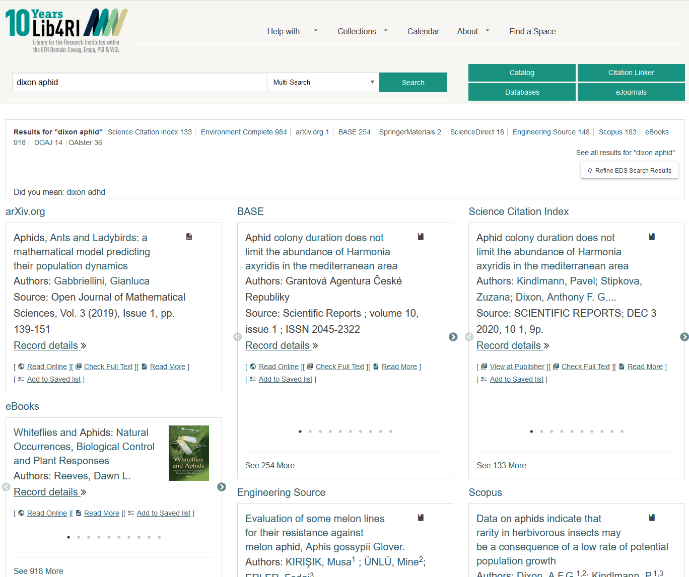 10 Years
Lib4RI
Library for the Research Institutes within
the ETH Domain: Eawag, Empa, PSI & WSL
Help with
Collections
Calendar
About
Find a Space
dixon aphid
Multi Search
Search
Catalog
Citation Linker
Databases
eJournals
Results for "dixon aphid" Science Citation Index 133 Environment Complete 984 arXiv.org 1 BASE 254 SpringerMaterials 2 ScienceDirect 18 Engineering Source 148 Scopus 183 eBooks
918 DOAJ 14 OAIster 36
See all results for "dixon aphid".
Refine EDS Search Results
Did you mean: dixon adhd
arXiv.org
Aphids, Ants and Ladybirds: a
mathematical model predicting
their population dynamics
Authors: Gabbriellini, Gianluca
Source: Open Journal of Mathematical
Sciences, Vol. 3 (2019), Issue 1, pp.
139-151
Record details »
[ Read Online ][ Check Full Text ][ Read More ]
[ Add to Saved list ]
eBooks
Whiteflies and Aphids: Natural
Occurrences, Biological Control
and Plant Responses
Authors: Reeves, Dawn L.
Record details »
Whiteflies
and Aphids
[ Read Online ][ Read More ][ Add to Saved list ]
See 918 More
BASE
Aphid colony duration does not
limit the abundance of Harmonia
axyridis in the mediterranean area
Authors: Grantová Agentura České
Republiky
Source: Scientific Reports ; volume 10,
issue 1 ; ISSN 2045-2322
Record details »
[ Read Online ][ Check Full Text ][ Read More ]
[ Add to Saved list ]
See 254 More
Engineering Source
Evaluation of some melon lines
for their resistance against
melon aphid, Aphis gossypii Glover.
Authors: KIRIŞIK, Musa1 ; ÜNLÜ, Mine2;
Science Citation Index
Aphid colony duration does not
limit the abundance of Harmonia
axyridis in the mediterranean area
Authors: Kindlmann, Pavel; Stipkova,
Zuzana; Dixon, Anthony F. G....
Source: SCIENTIFIC REPORTS; DEC 3
2020, 10 1, 9p.
Record details »
[ View at Publisher ][ Check Full Text ][ Read More ]
[ Add to Saved list ]
See 133 More
Scopus
Data on aphids indicate that
rarity in herbivorous insects may
be a consequence of a low rate of potential
population growth
Authors: Dixon, A.F.G.1,2; Kindlmann, P.1,3